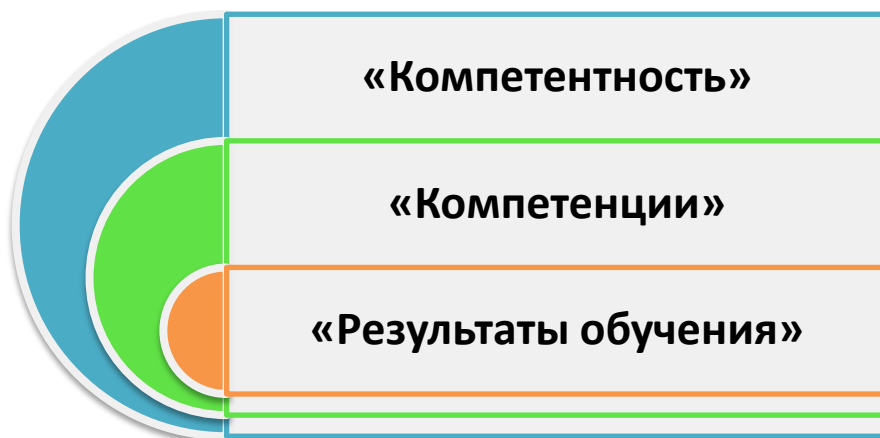 «Компетентность»
«Компетенции»
«Результаты обучения»